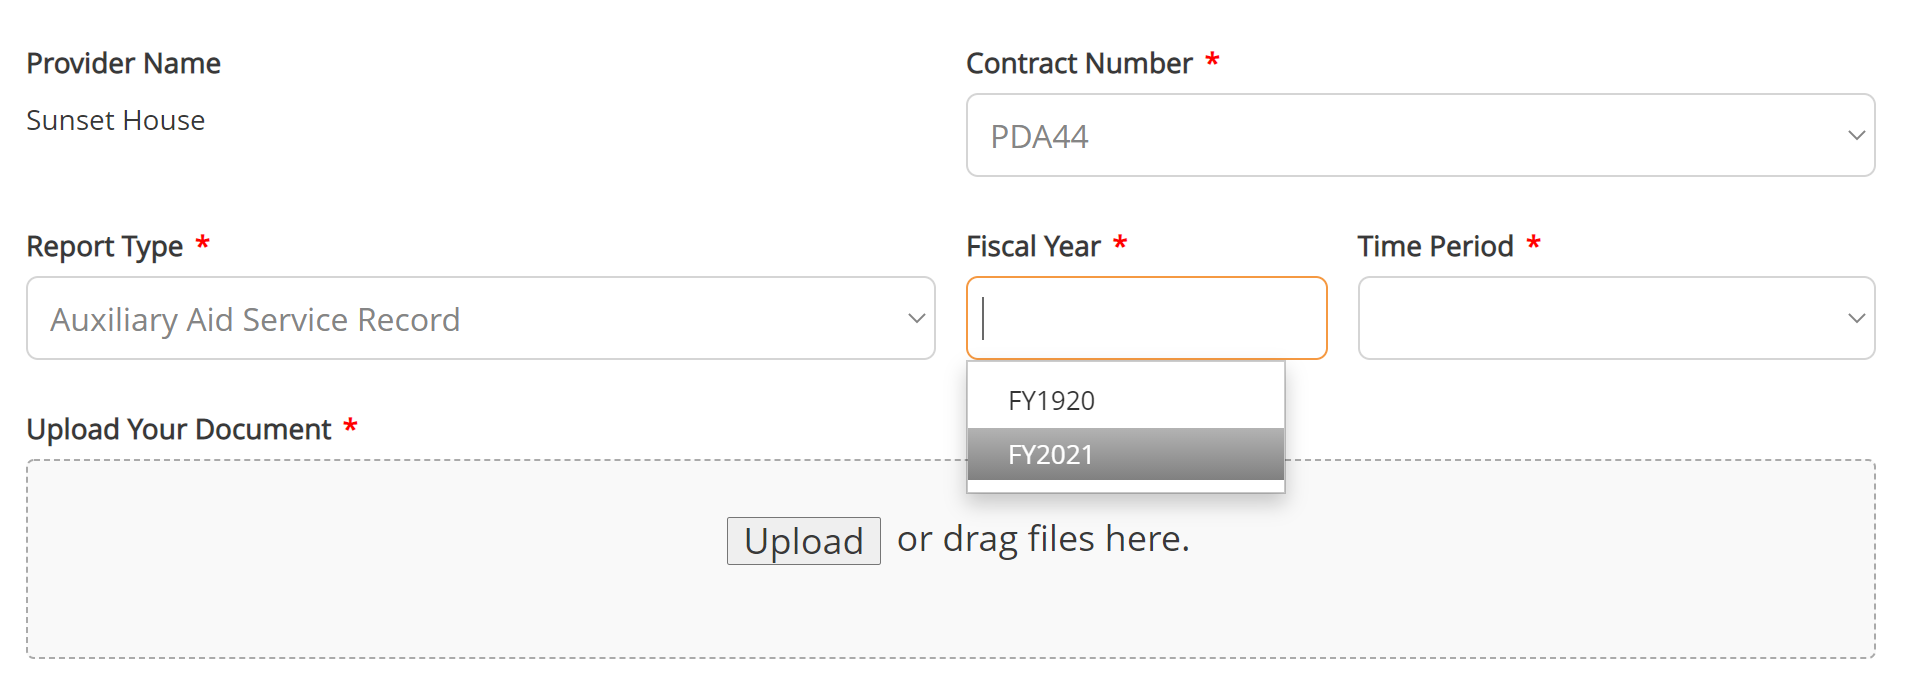 Provider Name
Sunset House
Contract Number *
PDA44
Report Type *
Auxiliary Aid Service Record
Fiscal Year *
FY1920
FY2021
Time Period *
Upload Your Document *
Upload or drag files here.